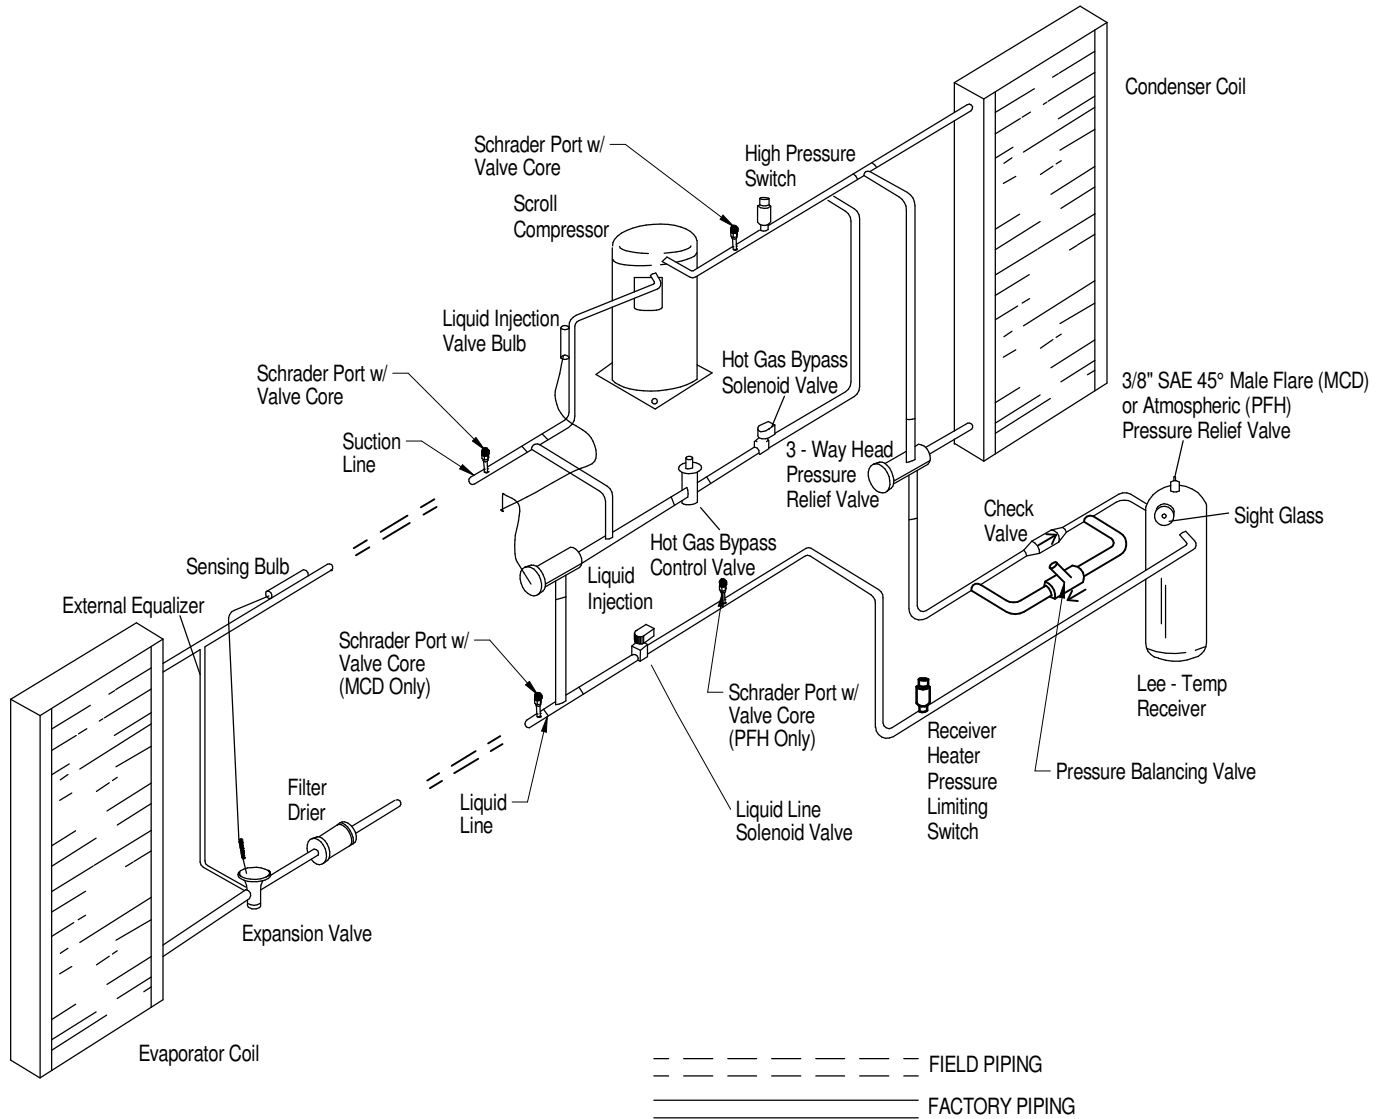 Condenser Coil
Schrader Port w/
Valve Core
High Pressure
Switch
Scroll
Compressor
Liquid Injection
Valve Bulb
Hot Gas Bypass
Solenoid Valve
Schrader Port w/
Valve Core
3/8" SAE 45° Male Flare (MCD)
or Atmospheric (PFH)
Pressure Relief Valve
Suction
Line
3 - Way Head
Pressure
Relief Valve
Check
Valve
Sight Glass
Hot Gas Bypass
Control Valve
Sensing Bulb
Liquid
Injection
External Equalizer
Schrader Port w/
Valve Core
(MCD Only)
Schrader Port w/
Valve Core
(PFH Only)
Lee - Temp
Receiver
Receiver
Heater
Pressure
Limiting
Switch
Pressure Balancing Valve
Filter
Drier
Liquid
Line
Liquid Line
Solenoid Valve
Expansion Valve
Evaporator Coil
FIELD PIPING
FACTORY PIPING